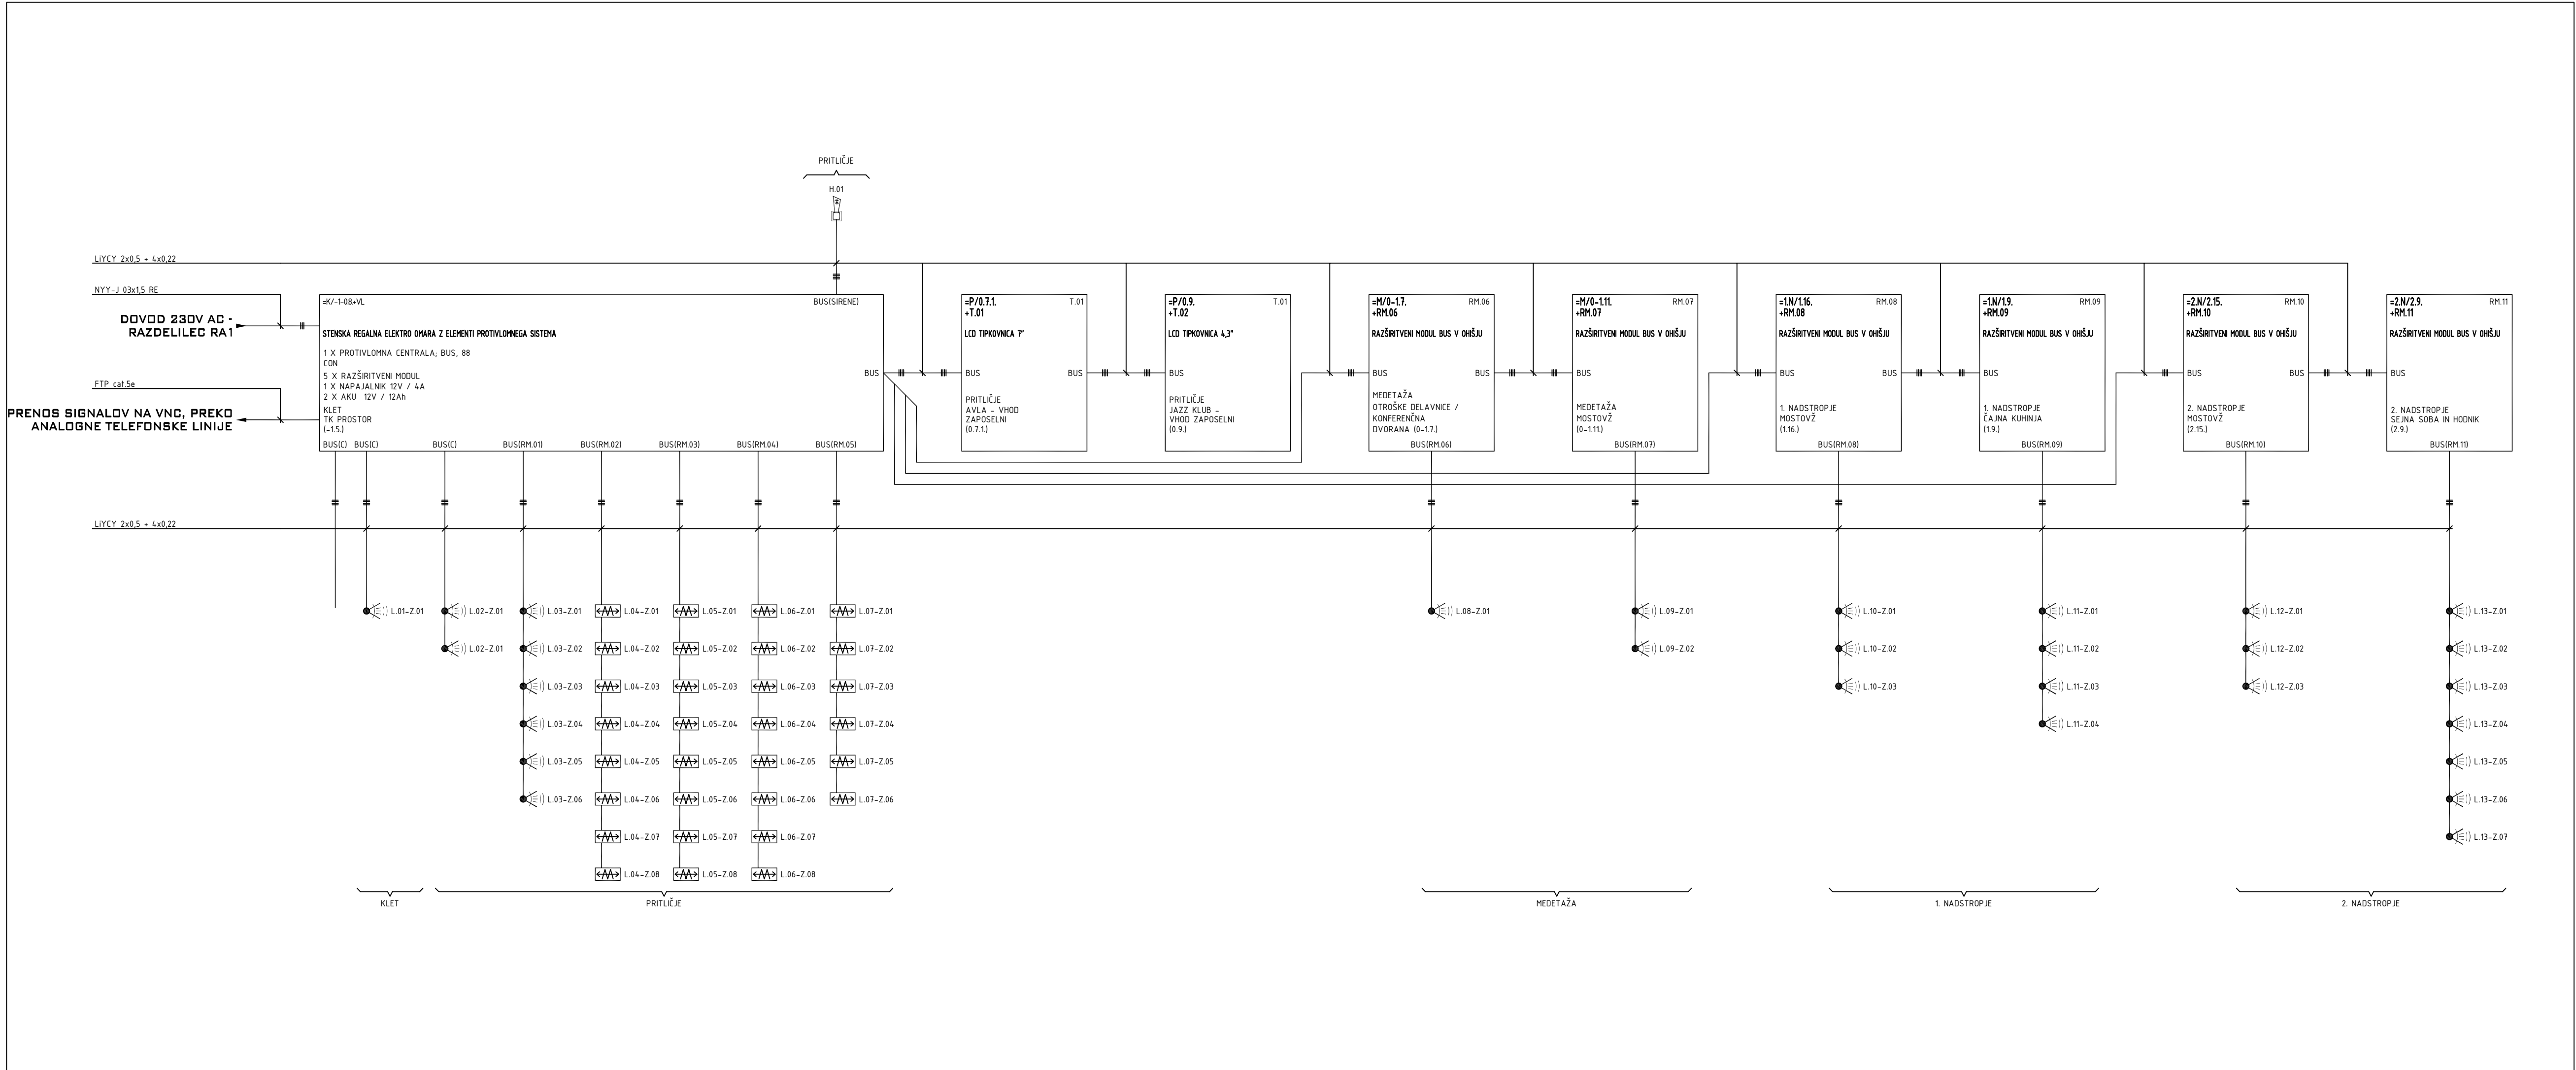 PRITLIČJE
H.01
LiYCY 2x0,5 + 4x0,22
NYY-J 03x1,5 RE
DOVOD 230V AC -
RAZDELILEC RA1
FTP cat.5e
PRENOS SIGNALOV NA VNC, PREKO
ANALOGNE TELEFONSKE LINIJE
=K/-1-0.8.+VL
BUS(SIRENE)
STENSKA REGALNA ELEKTRO OMARA Z ELEMENTI PROTIVLOMNEGA SISTEMA
1 X PROTIVLOMNA CENTRALA; BUS, 88
CON
5 X RAZŠIRITVENI MODUL
1 X NAPAJALNIK 12V / 4A
2 X AKU 12V / 12Ah
KLET
TK PROSTOR
(-1.5.)
BUS
BUS(C)
BUS(C)
BUS(C)
BUS(RM.01)
BUS(RM.02)
BUS(RM.03)
BUS(RM.04)
BUS(RM.05)
=P/0.7.1.
+T.01
T.01
LCD TIPKOVNICA 7"
BUS
BUS
PRITLIČJE
AVLA - VHOD
ZAPOSELNI
(0.7.1.)
=P/0.9.
+T.02
T.01
LCD TIPKOVNICA 4,3"
BUS
PRITLIČJE
JAZZ KLUB -
VHOD ZAPOSELNI
(0.9.)
=M/0-1.7.
+RM.06
RM.06
RAZŠIRITVENI MODUL BUS V OHIŠJU
BUS
BUS
MEDETAŽA
OTROŠKE DELAVNICE /
KONFERENČNA
DVORANA (0-1.7.)
BUS(RM.06)
=M/0-1.11.
+RM.07
RM.07
RAZŠIRITVENI MODUL BUS V OHIŠJU
BUS
MEDETAŽA
MOSTOVŽ
(0-1.11.)
BUS(RM.07)
=1.N/1.16.
+RM.08
RM.08
RAZŠIRITVENI MODUL BUS V OHIŠJU
BUS
BUS
1. NADSTROPJE
MOSTOVŽ
(1.16.)
BUS(RM.08)
=1.N/1.9.
+RM.09
RM.09
RAZŠIRITVENI MODUL BUS V OHIŠJU
BUS
1. NADSTROPJE
ČAJNA KUHINJA
(1.9.)
BUS(RM.09)
=2.N/2.15.
+RM.10
RM.10
RAZŠIRITVENI MODUL BUS V OHIŠJU
BUS
BUS
2. NADSTROPJE
MOSTOVŽ
(2.15.)
BUS(RM.10)
=2.N/2.9.
+RM.11
RM.11
RAZŠIRITVENI MODUL BUS V OHIŠJU
BUS
2. NADSTROPJE
SEJNA SOBA IN HODNIK
(2.9.)
BUS(RM.11)
LiYCY 2x0,5 + 4x0,22
L.01-Z.01
L.02-Z.01
L.02-Z.01
L.03-Z.01
L.03-Z.02
L.03-Z.03
L.03-Z.04
L.03-Z.05
L.03-Z.06
L.04-Z.01
L.04-Z.02
L.04-Z.03
L.04-Z.04
L.04-Z.05
L.04-Z.06
L.04-Z.07
L.04-Z.08
L.05-Z.01
L.05-Z.02
L.05-Z.03
L.05-Z.04
L.05-Z.05
L.05-Z.06
L.05-Z.07
L.05-Z.08
L.06-Z.01
L.06-Z.02
L.06-Z.03
L.06-Z.04
L.06-Z.05
L.06-Z.06
L.06-Z.07
L.06-Z.08
L.07-Z.01
L.07-Z.02
L.07-Z.03
L.07-Z.04
L.07-Z.05
L.07-Z.06
L.08-Z.01
L.09-Z.01
L.09-Z.02
L.10-Z.01
L.10-Z.02
L.10-Z.03
L.11-Z.01
L.11-Z.02
L.11-Z.03
L.11-Z.04
L.12-Z.01
L.12-Z.02
L.12-Z.03
L.13-Z.01
L.13-Z.02
L.13-Z.03
L.13-Z.04
L.13-Z.05
L.13-Z.06
L.13-Z.07
KLET
PRITLIČJE
MEDETAŽA
1. NADSTROPJE
2. NADSTROPJE